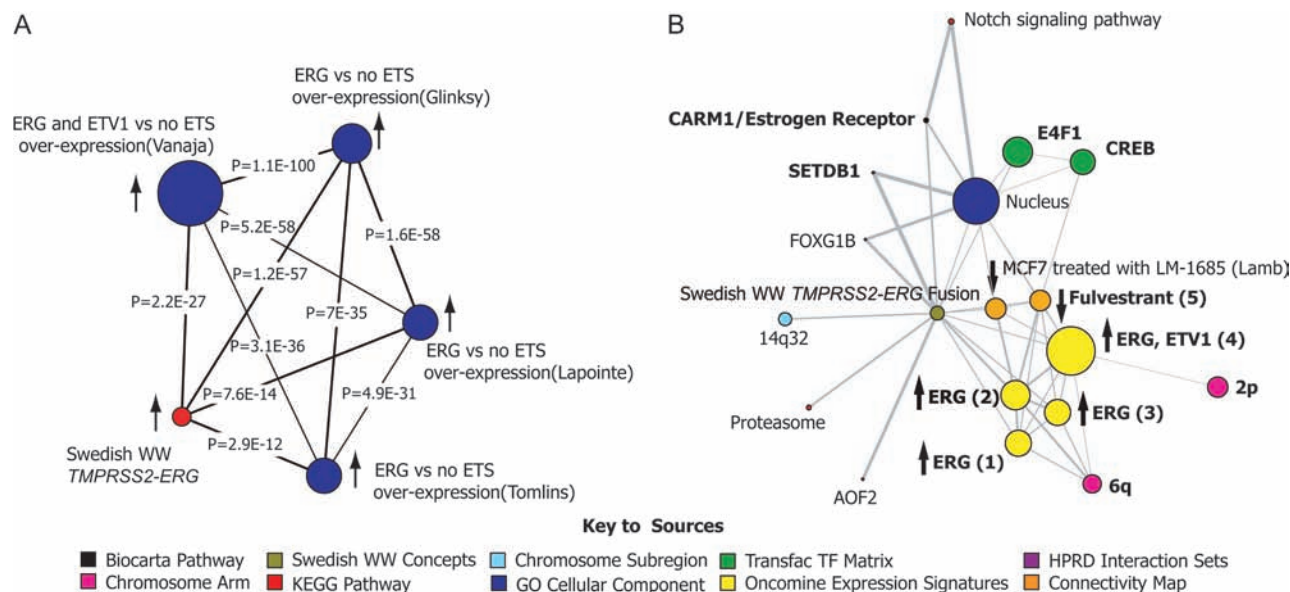 A
ERG vs no ETS
over-expression(Glinksy)
ERG and ETV1 vs no ETS
over-expression(Vanaja)
P=1.1E-100
P=5.2E-58
P=1.6E-58
P=1.2E-57
P=2.2E-27
P=7E-35
P=3.1E-36
ERG vs no ETS
over-expression(Lapointe)
P=7.6E-14
P=4.9E-31
P=2.9E-12
Swedish WW
TMPRSS2-ERG
ERG vs no ETS
over-expression(Tomlins)
B
Notch signaling pathway
CARM1/Estrogen Receptor
E4F1
CREB
SETDB1
Nucleus
FOXG1B
MCF7 treated with LM-1685 (Lamb)
Swedish WW TMPRSS2-ERG Fusion
Fulvestrant (5)
14q32
ERG, ETV1 (4)
2p
ERG (2)
ERG (3)
Proteasome
ERG (1)
AOF2
6q
Key to Sources
Biocarta Pathway
Swedish WW Concepts
Chromosome Subregion
Transfac TF Matrix
HPRD Interaction Sets
Chromosome Arm
KEGG Pathway
GO Cellular Component
Oncomine Expression Signatures
Connectivity Map